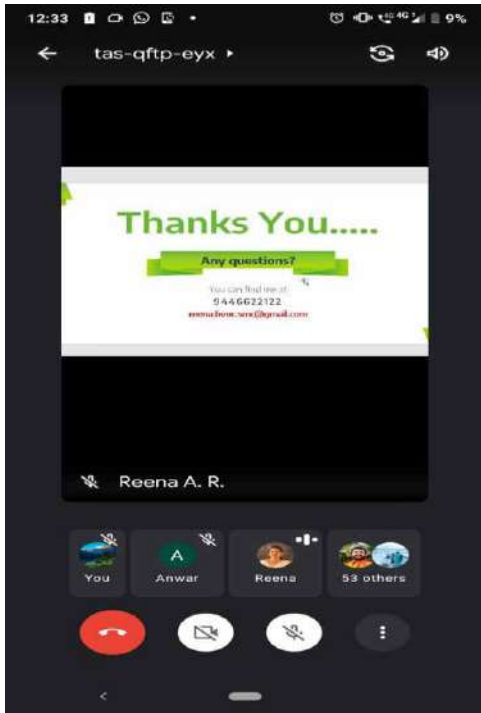 12:33
4G 9%
tas-qftp-eyx
Thanks You.....
Any questions?
You can find me at
9446622122
Reena A. R.
A
You
Anwar
Reena
53 others